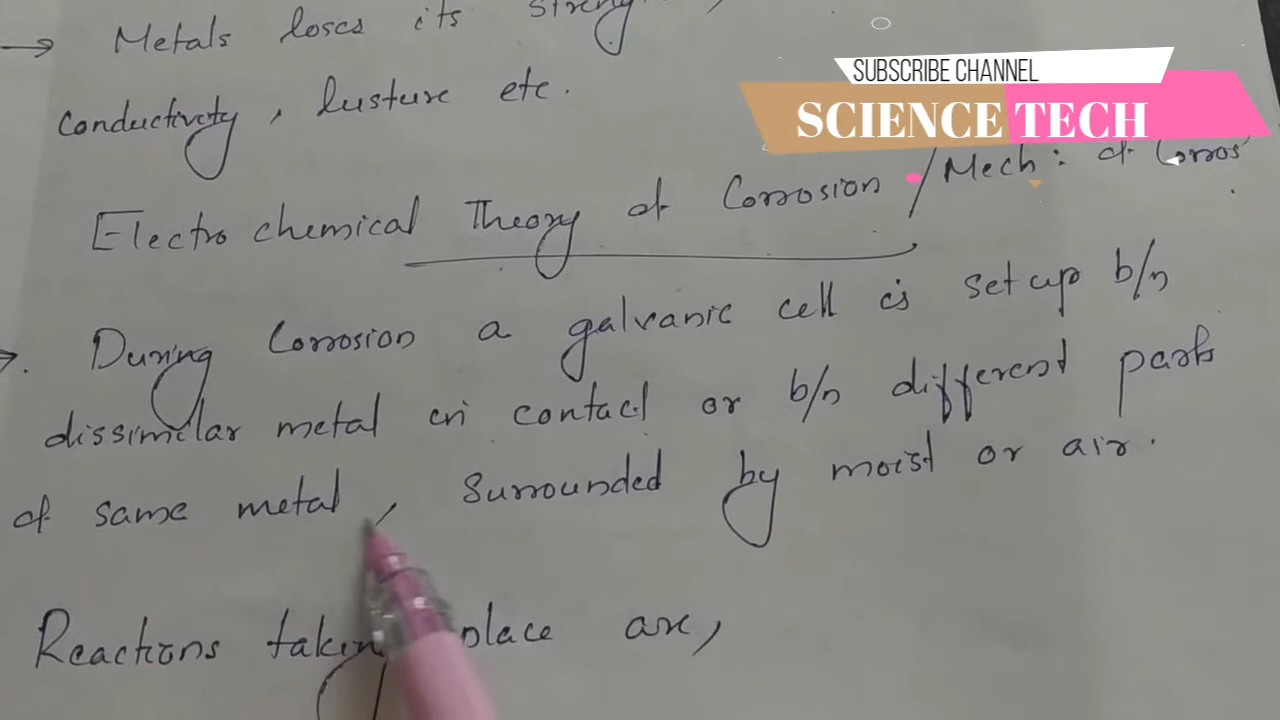 → Metals loses its
SUBSCRIBE CHANNEL
SCIENCE TECH
conductivity, lusture etc.
Electro chemical Theory of Corrosion / Mech: of Corros
→. During Corrosion a galvanic cell is set up b/n
dissimilar metal in contact or b/n different parts
of same metal, surrounded by moist or air.
Reactions taking place are,